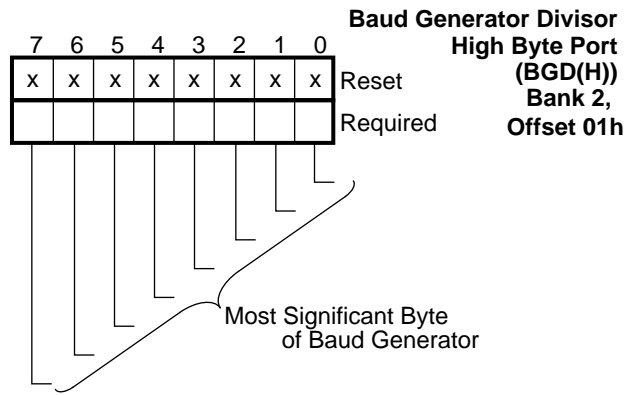 Baud Generator Divisor
High Byte Port
(BGD(H))
Bank 2,
Offset 01h
7 6 5 4 3 2 1 0
x x x x x x x x Reset
Required
Most Significant Byte
of Baud Generator